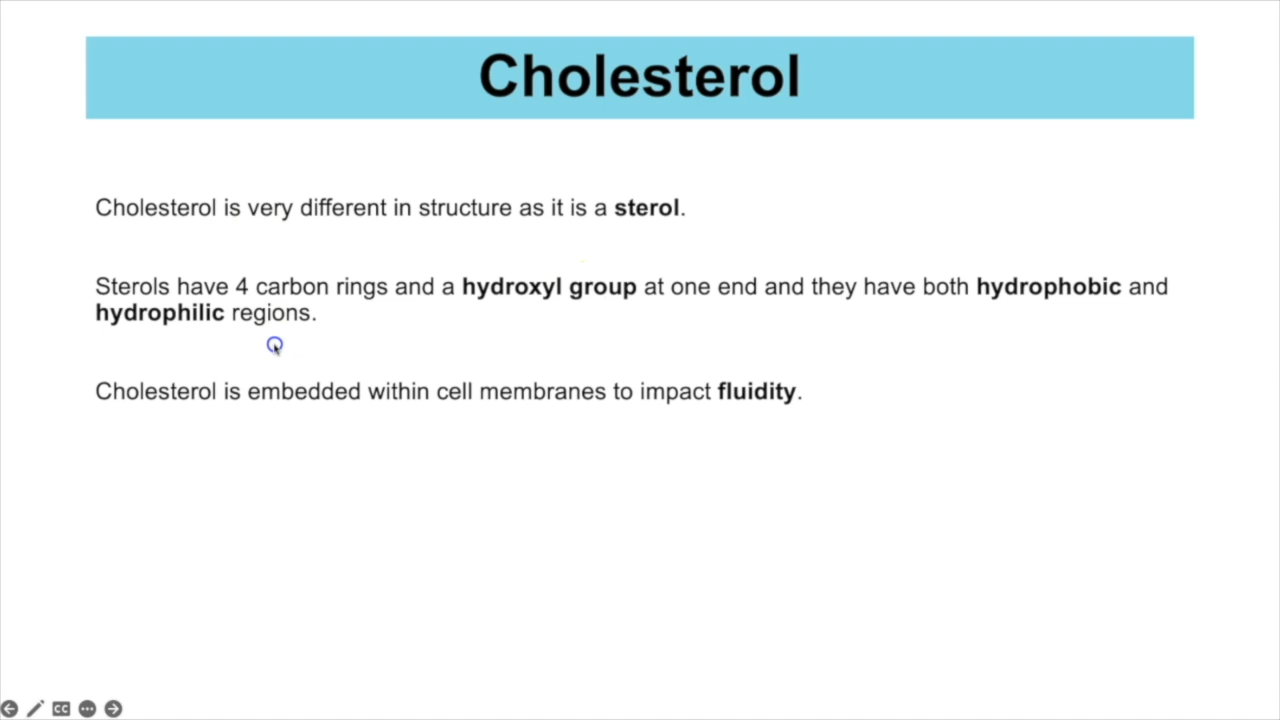 Cholesterol
Cholesterol is very different in structure as it is a sterol.
Sterols have 4 carbon rings and a hydroxyl group at one end and they have both hydrophobic and
hydrophilic regions.
Cholesterol is embedded within cell membranes to impact fluidity.
CC